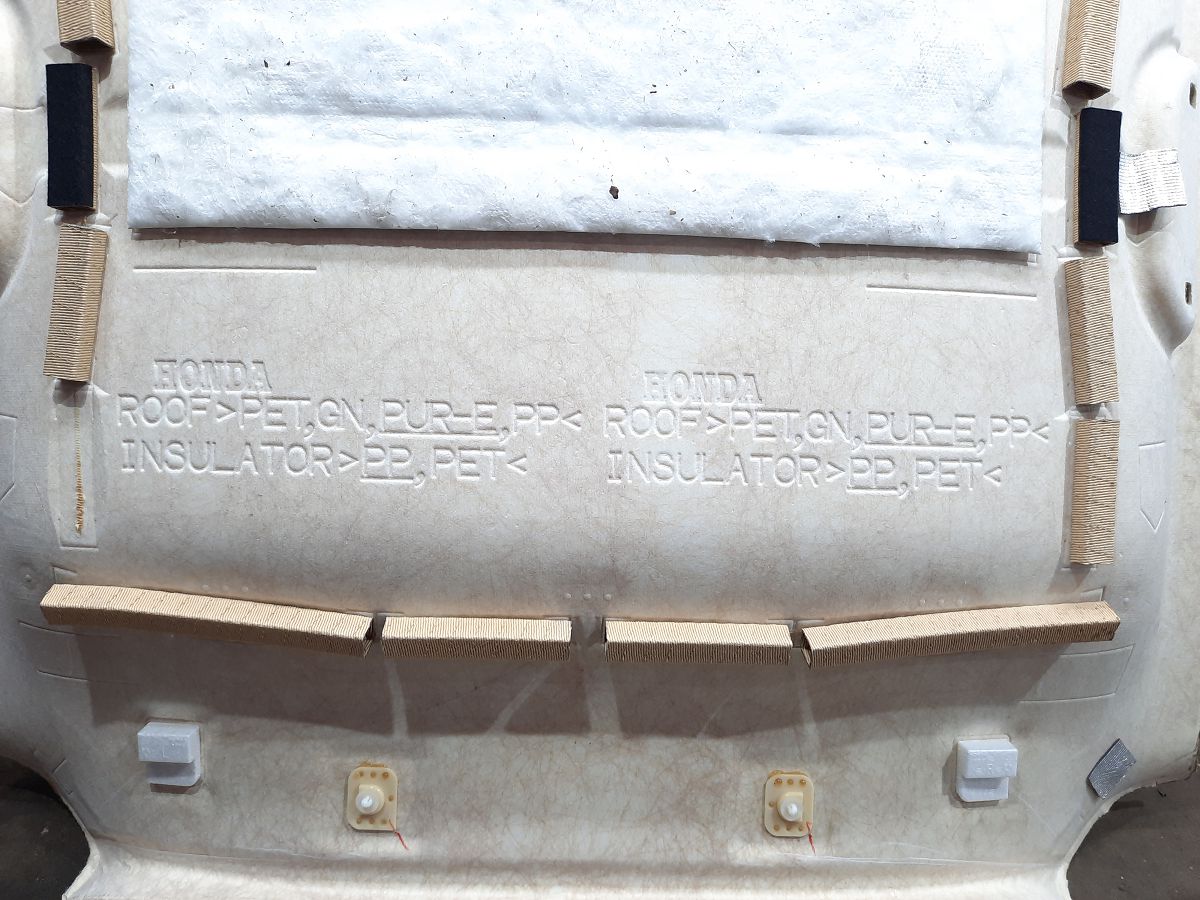 HONDA
ROOF>PET,GN,PUR-E,PP<
INSULATOR>PP,PET<
HONDA
ROOF>PET,GN,PUR-E,PP<
INSULATOR>PP,PET<